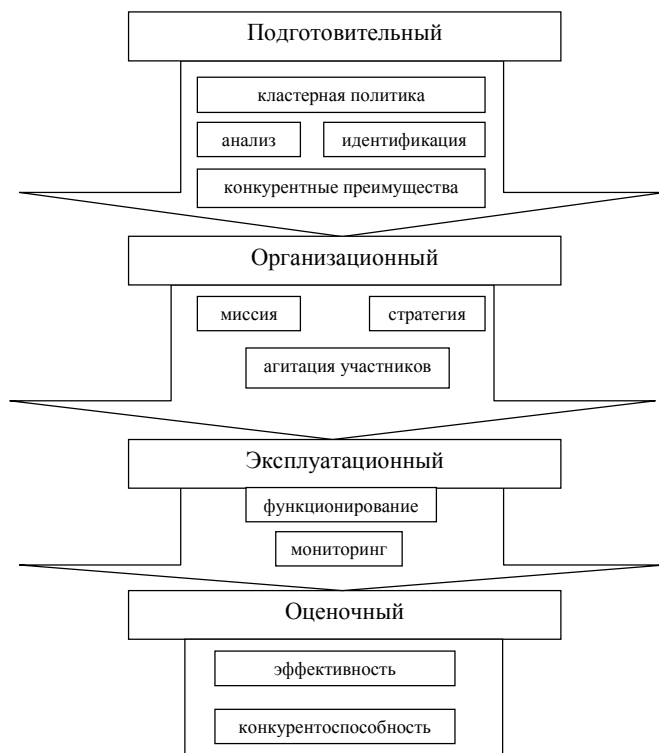 Подготовительный
кластерная политика
анализ
идентификация
конкурентные преимущества
Организационный
миссия
стратегия
агитация участников
Эксплуатационный
функционирование
мониторинг
Оценочный
эффективность
конкурентоспособность